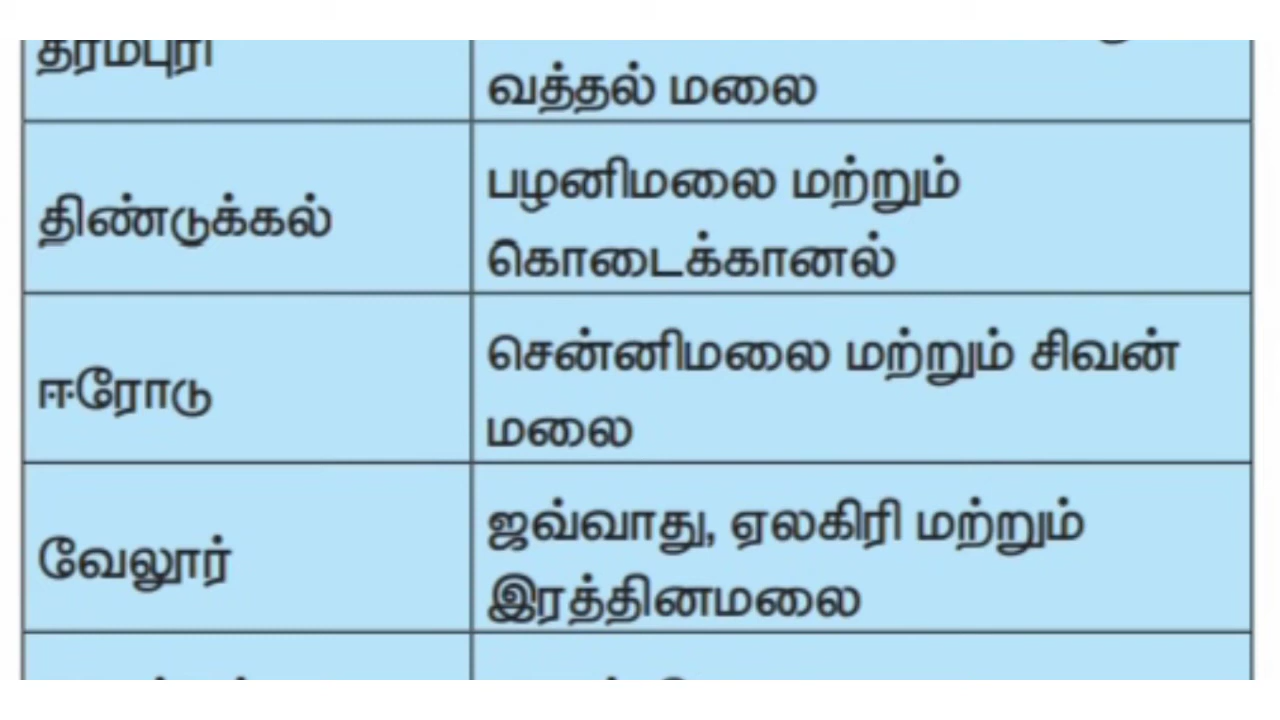 தர்மபுரி
வத்தல் மலை
திண்டுக்கல்
பழனிமலை மற்றும்
கொடைக்கானல்
ஈரோடு
சென்னிமலை மற்றும் சிவன்
மலை
வேலூர்
ஜவ்வாது, ஏலகிரி மற்றும்
இரத்தினமலை